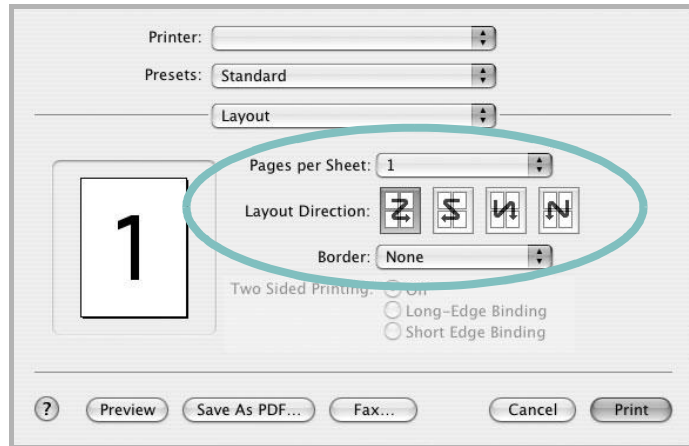 Printer:
Presets: Standard
Layout
Pages per Sheet: 1
Layout Direction:
Border: None
1
Two Sided Printing: Off
Long-Edge Binding
Short Edge Binding
? Preview Save As PDF... Fax... Cancel Print